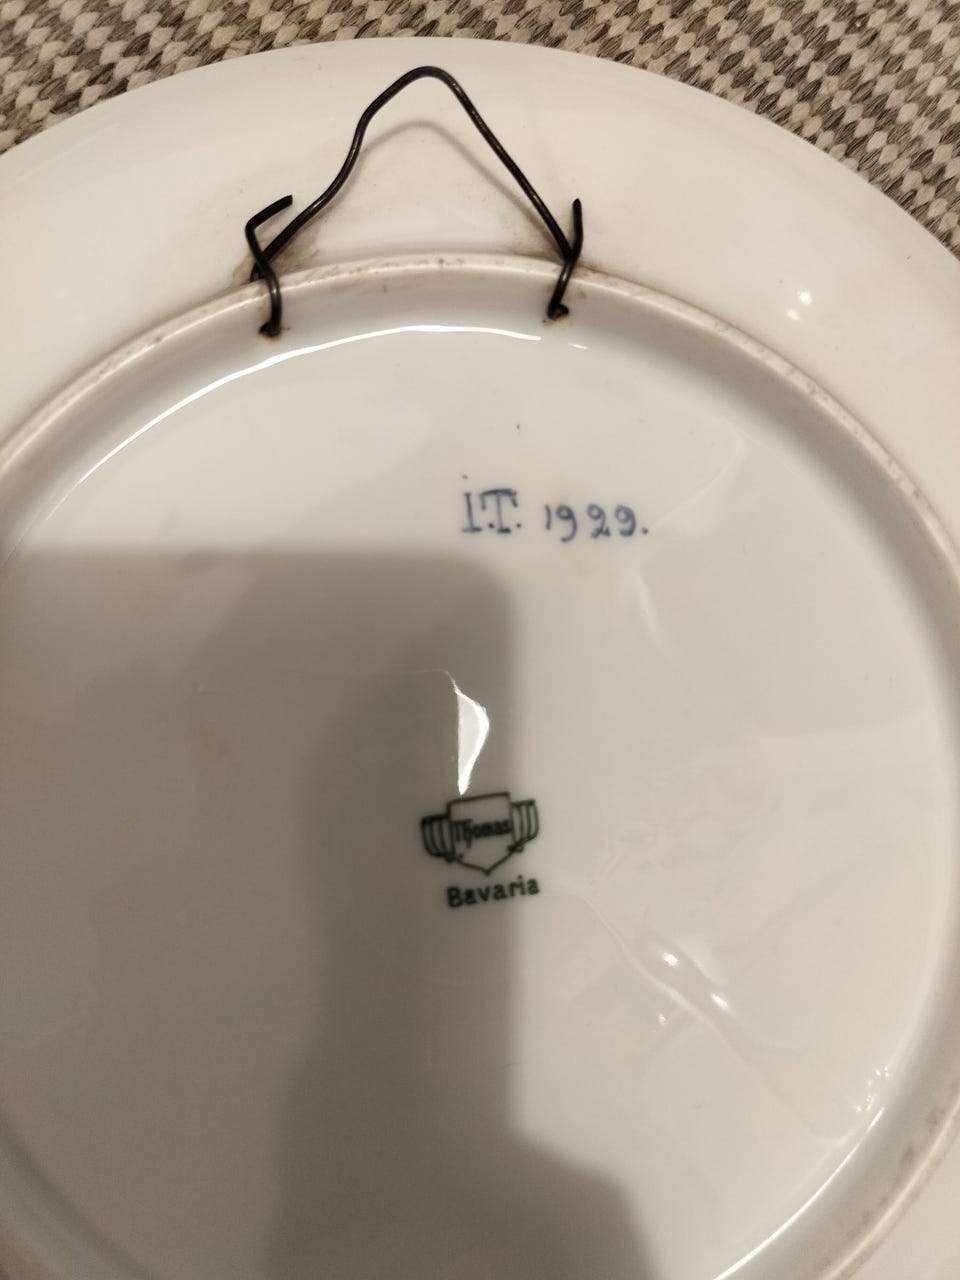 I.T. 1929.
Thomas
Bavaria